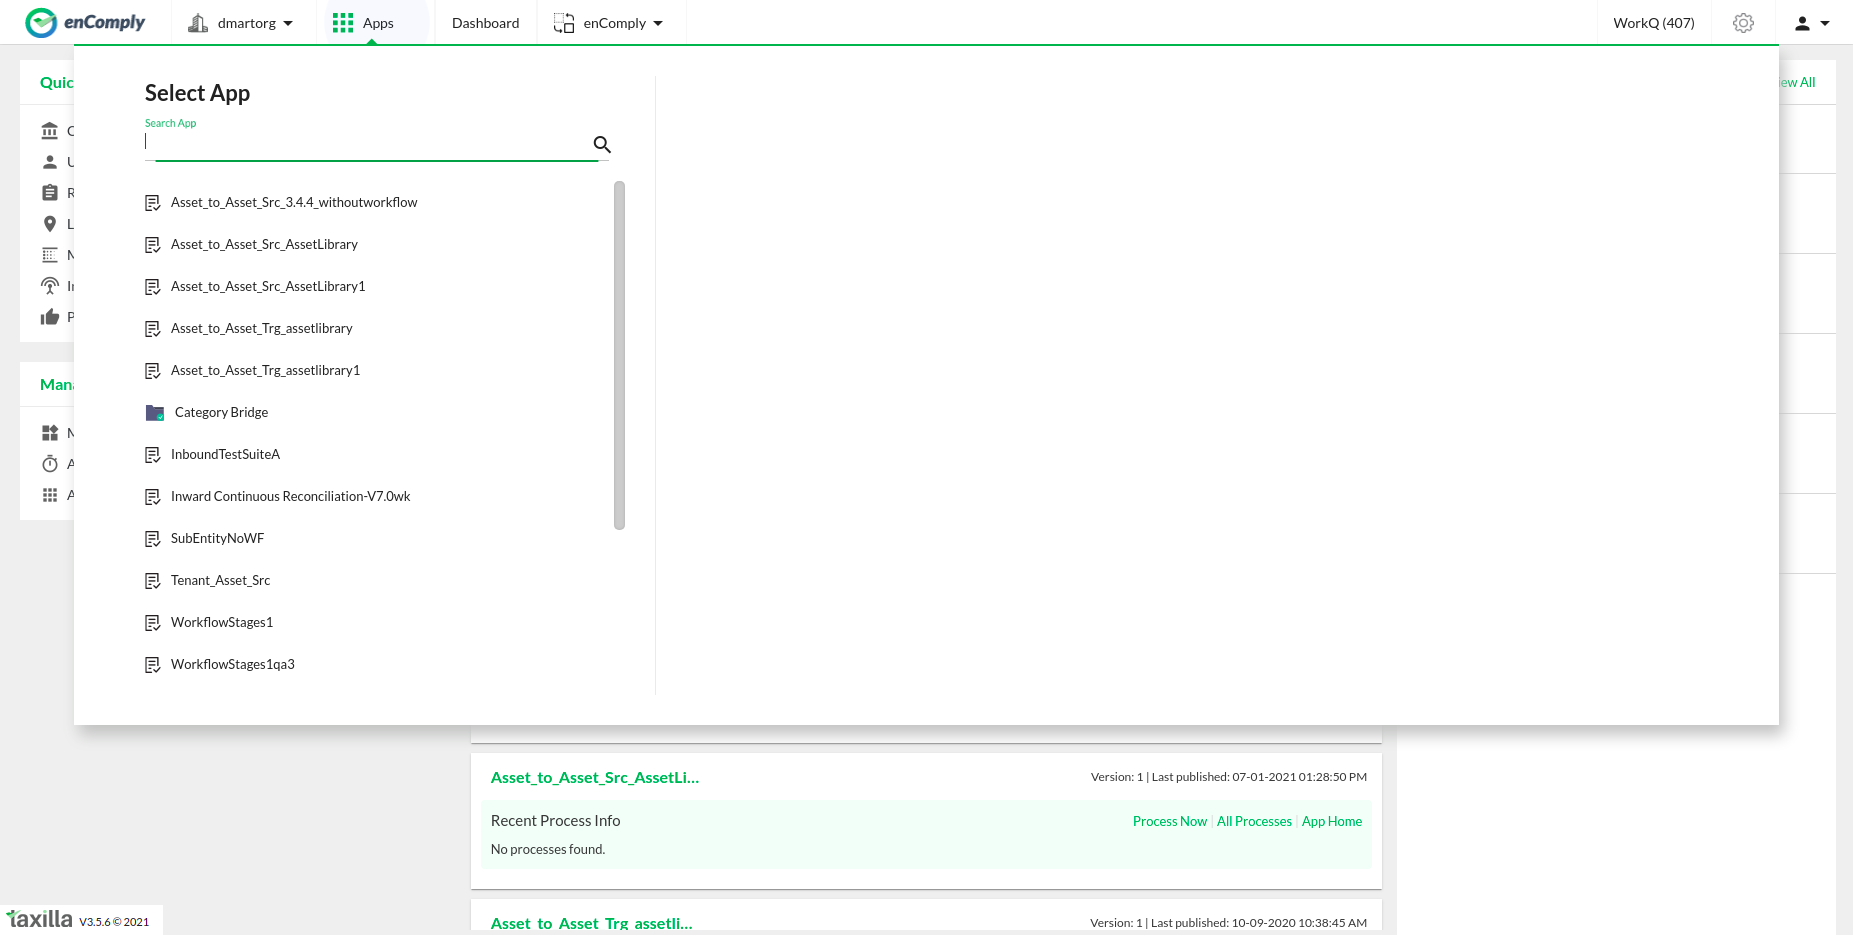 enComply
dmartorg
Apps
Dashboard
enComply
WorkQ (407)
Quic
ew All
Select App
Search App
Asset_to_Asset_Src_3.4.4_withoutworkflow
Asset_to_Asset_Src_AssetLibrary
Asset_to_Asset_Src_AssetLibrary1
Asset_to_Asset_Trg_assetlibrary
Asset_to_Asset_Trg_assetlibrary1
Category Bridge
InboundTestSuiteA
Inward Continuous Reconciliation-V7.0wk
SubEntityNoWF
Tenant_Asset_Src
WorkflowStages1
WorkflowStages1qa3
Mana
Asset_to_Asset_Src_AssetLi...
Version: 1 | Last published: 07-01-2021 01:28:50 PM
Recent Process Info
Process Now | All Processes | App Home
No processes found.
Asset_to_Asset_Trg_assetli...
Version: 1 | Last published: 10-09-2020 10:38:45 AM
taxilla V3.5.6 © 2021